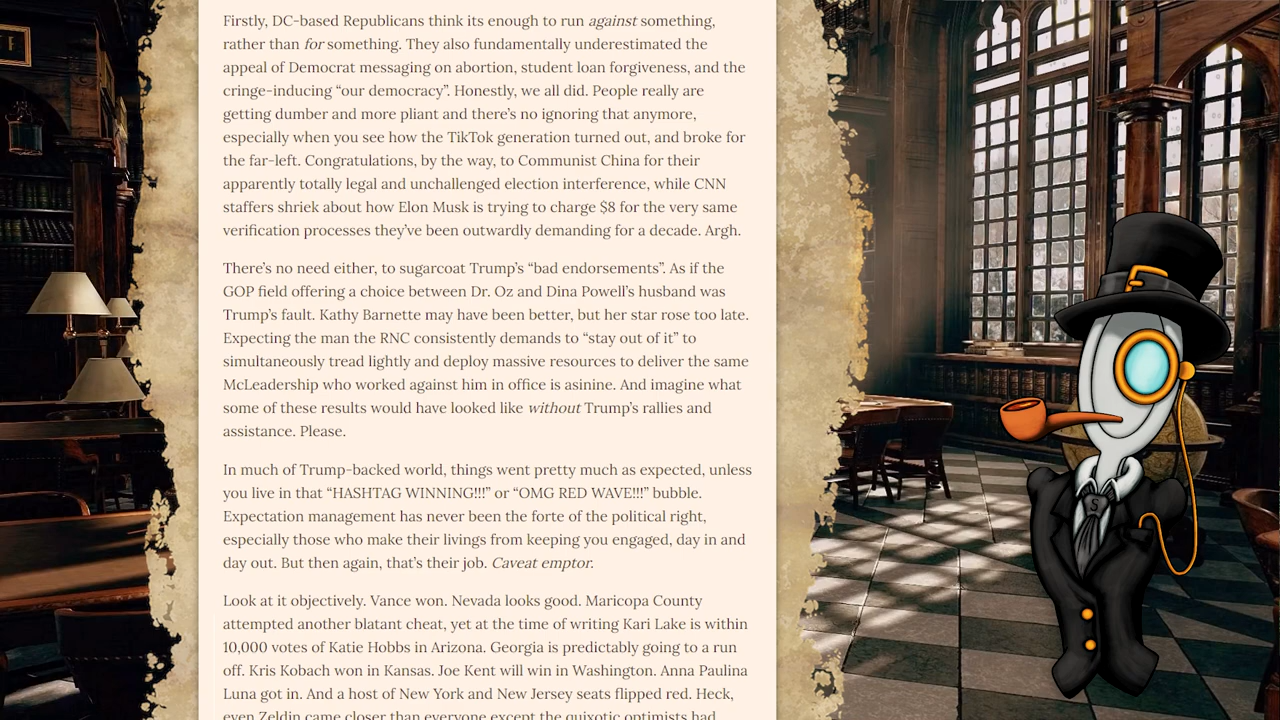 Firstly, DC-based Republicans think its enough to run against something,
rather than for something. They also fundamentally underestimated the
appeal of Democrat messaging on abortion, student loan forgiveness, and the
cringe-inducing “our democracy”. Honestly, we all did. People really are
getting dumber and more pliant and there’s no ignoring that anymore,
especially when you see how the TikTok generation turned out, and broke for
the far-left. Congratulations, by the way, to Communist China for their
apparently totally legal and unchallenged election interference, while CNN
staffers shriek about how Elon Musk is trying to charge $8 for the very same
verification processes they’ve been outwardly demanding for a decade. Argh.
There’s no need either, to sugarcoat Trump’s “bad endorsements”. As if the
GOP field offering a choice between Dr. Oz and Dina Powell’s husband was
Trump’s fault. Kathy Barnette may have been better, but her star rose too late.
Expecting the man the RNC consistently demands to “stay out of it” to
simultaneously tread lightly and deploy massive resources to deliver the same
McLeadership who worked against him in office is asinine. And imagine what
some of these results would have looked like without Trump’s rallies and
assistance. Please.
In much of Trump-backed world, things went pretty much as expected, unless
you live in that “HASHTAG WINNING!!!” or “OMG RED WAVE!!!” bubble.
Expectation management has never been the forte of the political right,
especially those who make their livings from keeping you engaged, day in and
day out. But then again, that’s their job. Caveat emptor.
Look at it objectively. Vance won. Nevada looks good. Maricopa County
attempted another blatant cheat, yet at the time of writing Kari Lake is within
10,000 votes of Katie Hobbs in Arizona. Georgia is predictably going to a run
off. Kris Kobach won in Kansas. Joe Kent will win in Washington. Anna Paulina
Luna got in. And a host of New York and New Jersey seats flipped red. Heck,
even Zeldin came closer than everyone except the quixotic optimists had
S